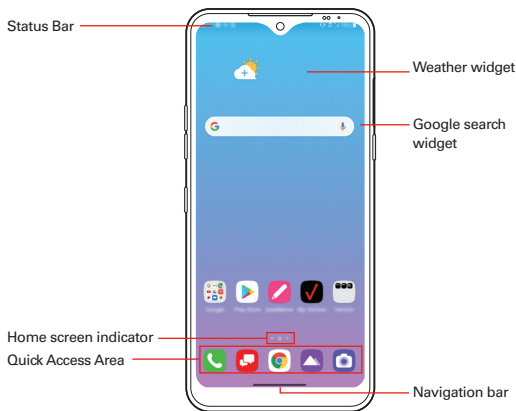 Status Bar
Weather widget
Google search
widget
Home screen indicator
Quick Access Area
Navigation bar